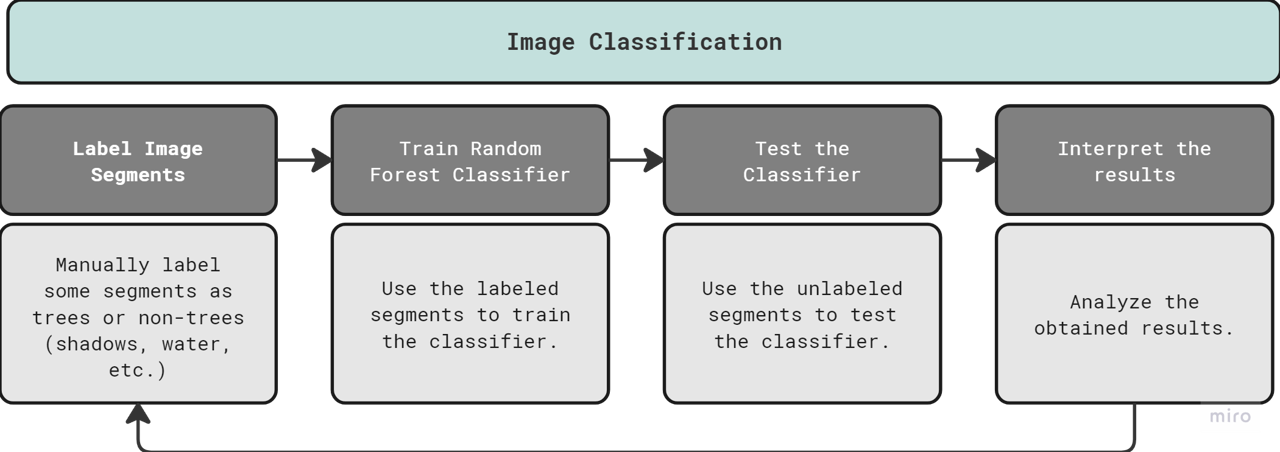 Image Classification
Label Image
Segments
Train Random
Forest Classifier
Test the
Classifier
Interpret the
results
Manually label
some segments as
trees or non-trees
(shadows, water,
etc.)
Use the labeled
segments to train
the classifier.
Use the unlabeled
segments to test
the classifier.
Analyze the
obtained results.
miro